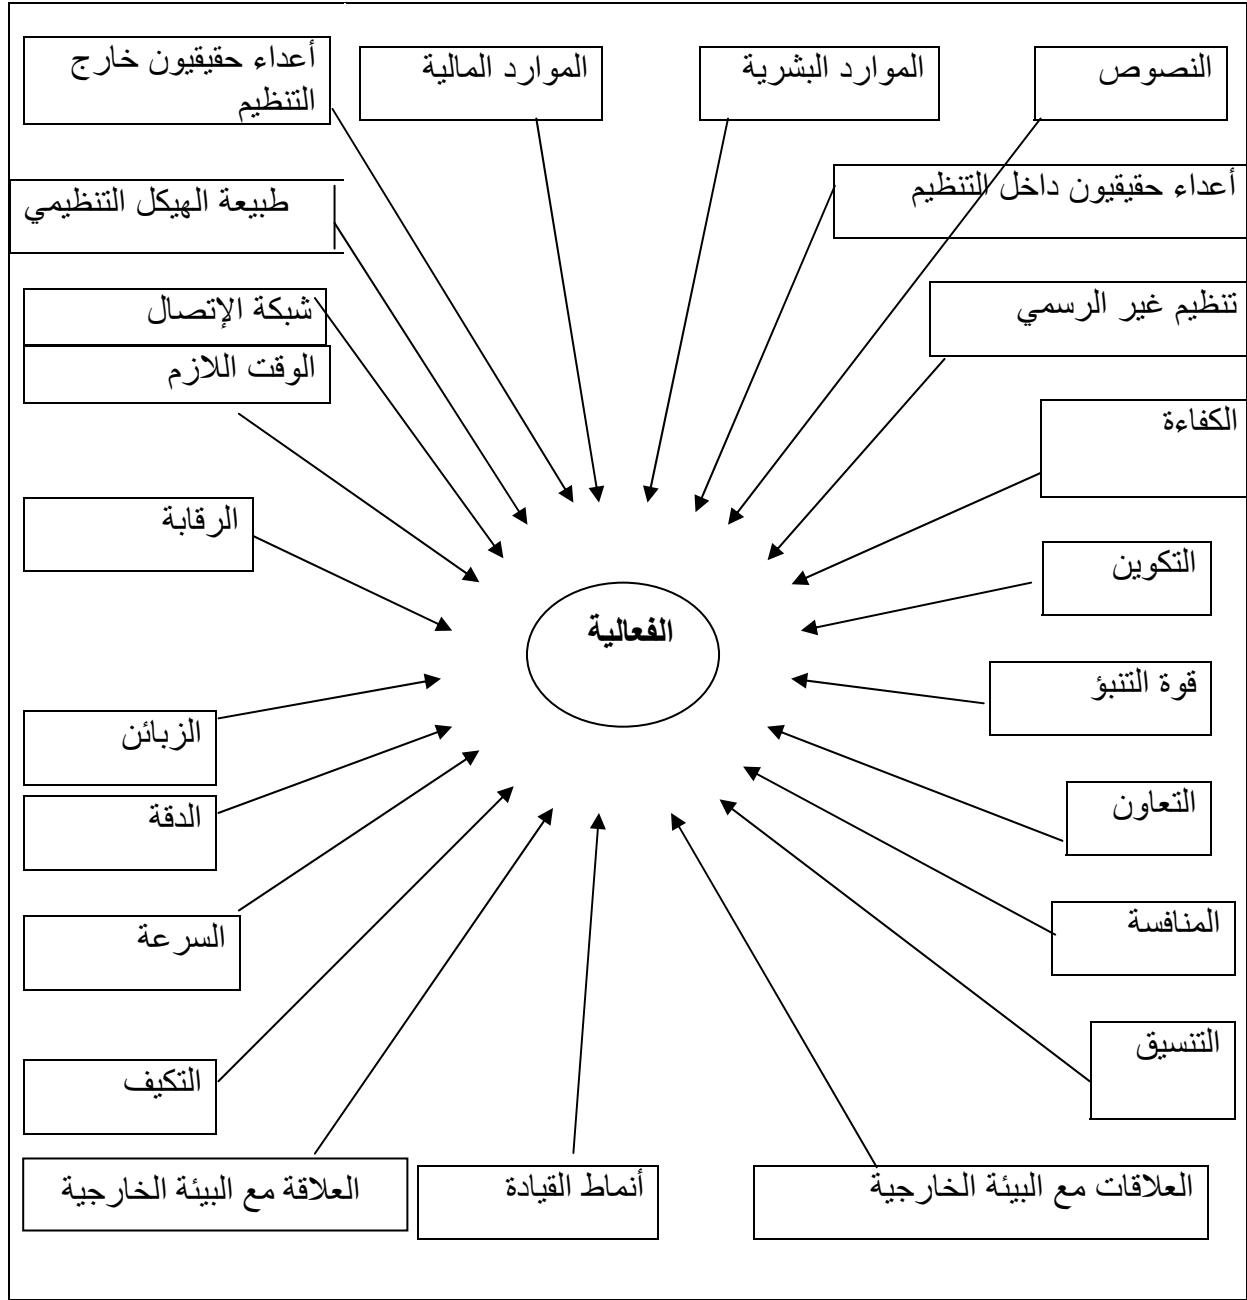 النصوص
الموارد البشرية
الموارد المالية
أعداء حقيقيون خارج
التنظيم
أعداء حقيقيون داخل التنظيم
طبيعة الهيكل التنظيمي
تنظيم غير الرسمي
شبكة الإتصال
الوقت اللازم
الكفاءة
الرقابة
التكوين
الفعالية
قوة التنبؤ
الزبائن
التعاون
الدقة
المنافسة
السرعة
التنسيق
التكيف
العلاقات مع البيئة الخارجية
أنماط القيادة
العلاقة مع البيئة الخارجية